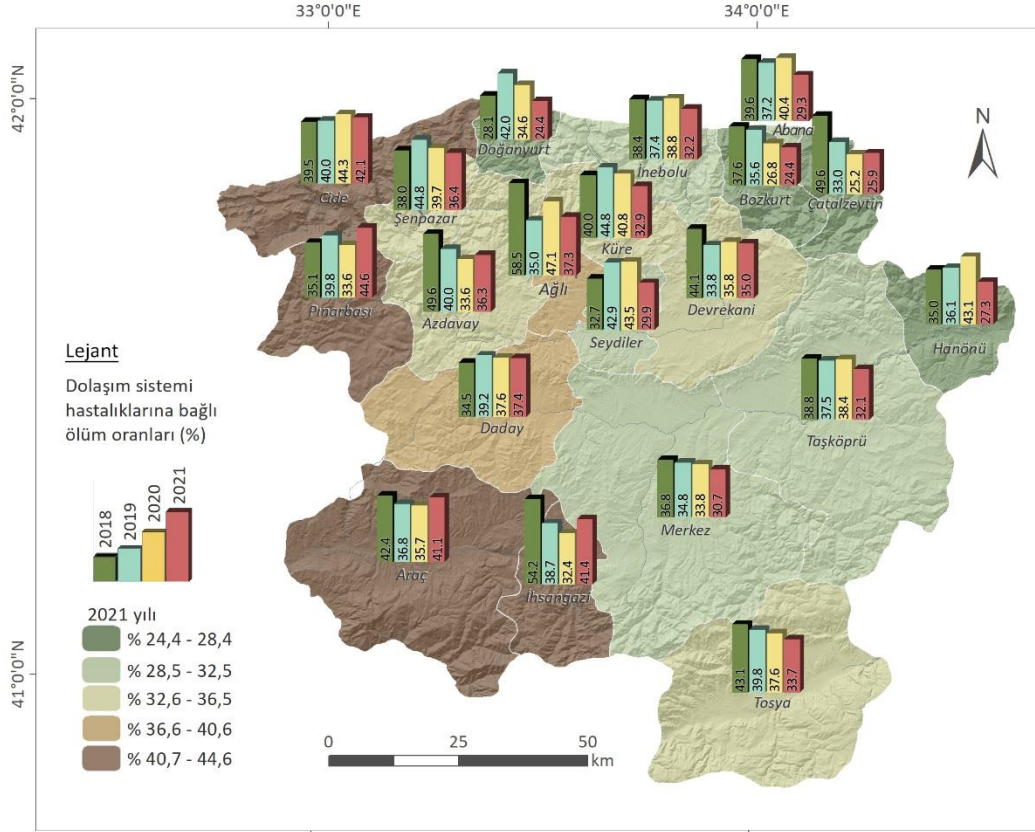 33°0'0"E
34°0'0"E
42°0'0"N
41°0'0"N
N
39.6 37.2 40.4 29.3
Abana
28.1 42.0 34.6 24.4
Doğanyurt
38.4 37.4 38.8 32.2
İnebolu
39.5 40.0 44.3 42.1
Cide
38.0 44.8 39.7 36.4
Şenpazar
37.6 35.6 26.8 24.4
Bozkurt
49.6 33.0 25.2 25.9
Çatalzeytin
40.0 44.8 40.8 32.9
Küre
58.5 35.0 47.1 37.3
Ağlı
35.1 39.8 33.6 44.6
Pınarbaşı
49.6 40.0 33.6 36.3
Azdavay
44.1 33.8 35.8 35.0
Devrekani
32.7 42.9 43.5 29.9
Seydiler
35.0 36.1 43.1 27.3
Hanönü
34.5 39.2 37.6 37.4
Daday
38.8 37.5 38.4 32.1
Taşköprü
36.8 34.8 33.8 30.7
Merkez
42.4 36.8 35.7 41.1
Araç
54.2 38.7 32.4 41.4
İhsangazi
43.1 39.8 37.6 33.7
Tosya
Lejant
Dolaşım sistemi
hastalıklarına bağlı
ölüm oranları (%)
2018 2019 2020 2021
2021 yılı
% 24,4 - 28,4
% 28,5 - 32,5
% 32,6 - 36,5
% 36,6 - 40,6
% 40,7 - 44,6
0 25 50
km